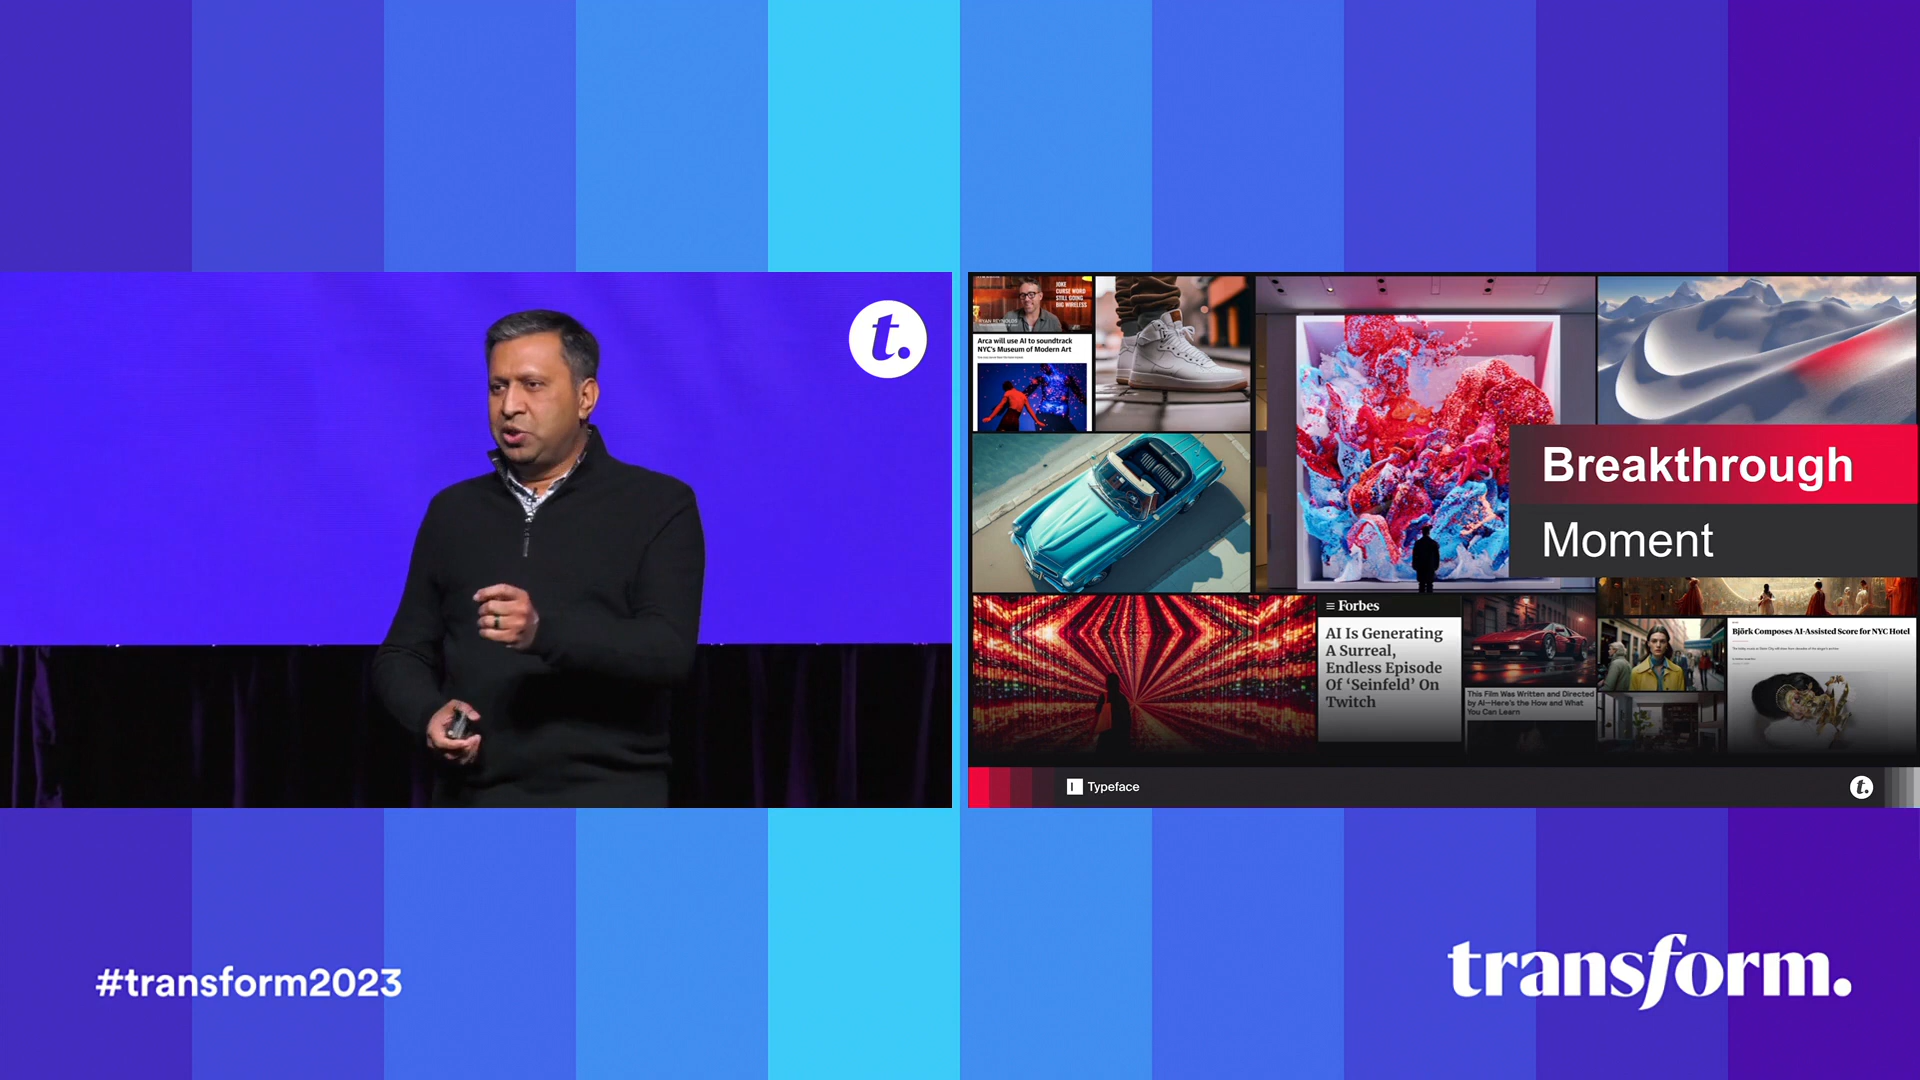 t.
JOKE
CURSE WORD
STILL GOING
BIG WIRELESS
RYAN REYNOLDS
Arca will use AI to soundtrack
NYC's Museum of Modern Art
Breakthrough
Moment
Forbes
AI Is Generating
A Surreal,
Endless Episode
Of ‘Seinfeld’ On
Twitch
This Film Was Written and Directed
by AI—Here's the How and What
You Can Learn
Björk Composes AI-Assisted Score for NYC Hotel
Typeface
t.
#transform2023
transform.